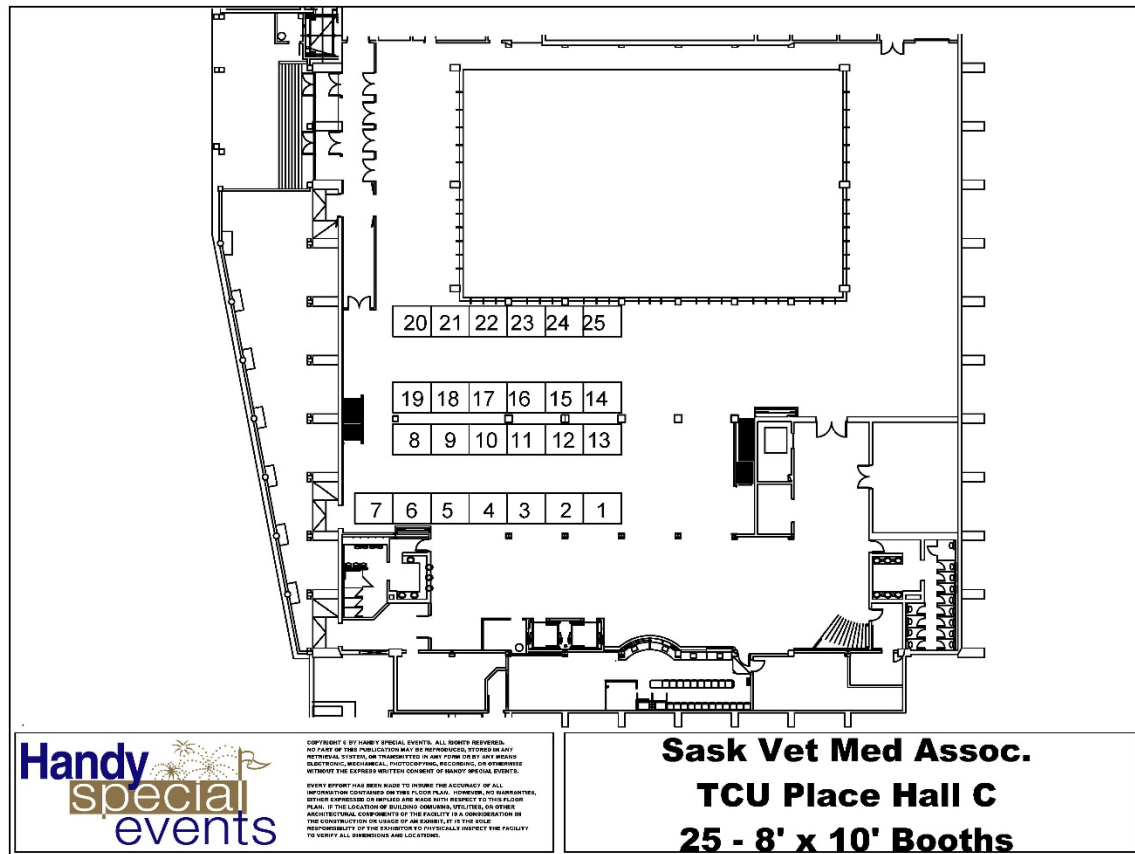 20 21 22 23 24 25
19 18 17 16 15 14
8 9 10 11 12 13
7 6 5 4 3 2 1
Handy
special
events
COPYRIGHT © BY HANDY SPECIAL EVENTS. ALL RIGHTS RESERVED.
NO PART OF THIS PUBLICATION MAY BE REPRODUCED, STORED IN ANY
RETRIEVAL SYSTEM, OR TRANSMITTED IN ANY FORM OR BY ANY MEANS
ELECTRONIC, MECHANICAL, PHOTOCOPYING, RECORDING, OR OTHERWISE
WITHOUT THE EXPRESS WRITTEN CONSENT OF HANDY SPECIAL EVENTS.
EVERY EFFORT HAS BEEN MADE TO INSURE THE ACCURACY OF ALL
INFORMATION CONTAINED ON THIS FLOOR PLAN. HOWEVER, NO WARRANTIES,
EITHER EXPRESSED OR IMPLIED ARE MADE WITH RESPECT TO THIS FLOOR
PLAN. IF THE LOCATION OF BUILDING COLUMNS, UTILITIES, OR OTHER
ARCHITECTURAL COMPONENTS OF THE FACILITY IS A CONSIDERATION IN
THE CONSTRUCTION OR USAGE OF AN EXHIBIT, IT IS THE SOLE
RESPONSIBILITY OF THE EXHIBITOR TO PHYSICALLY INSPECT THE FACILITY
TO VERIFY ALL DIMENSIONS AND LOCATIONS.
Sask Vet Med Assoc.
TCU Place Hall C
25 - 8' x 10' Booths